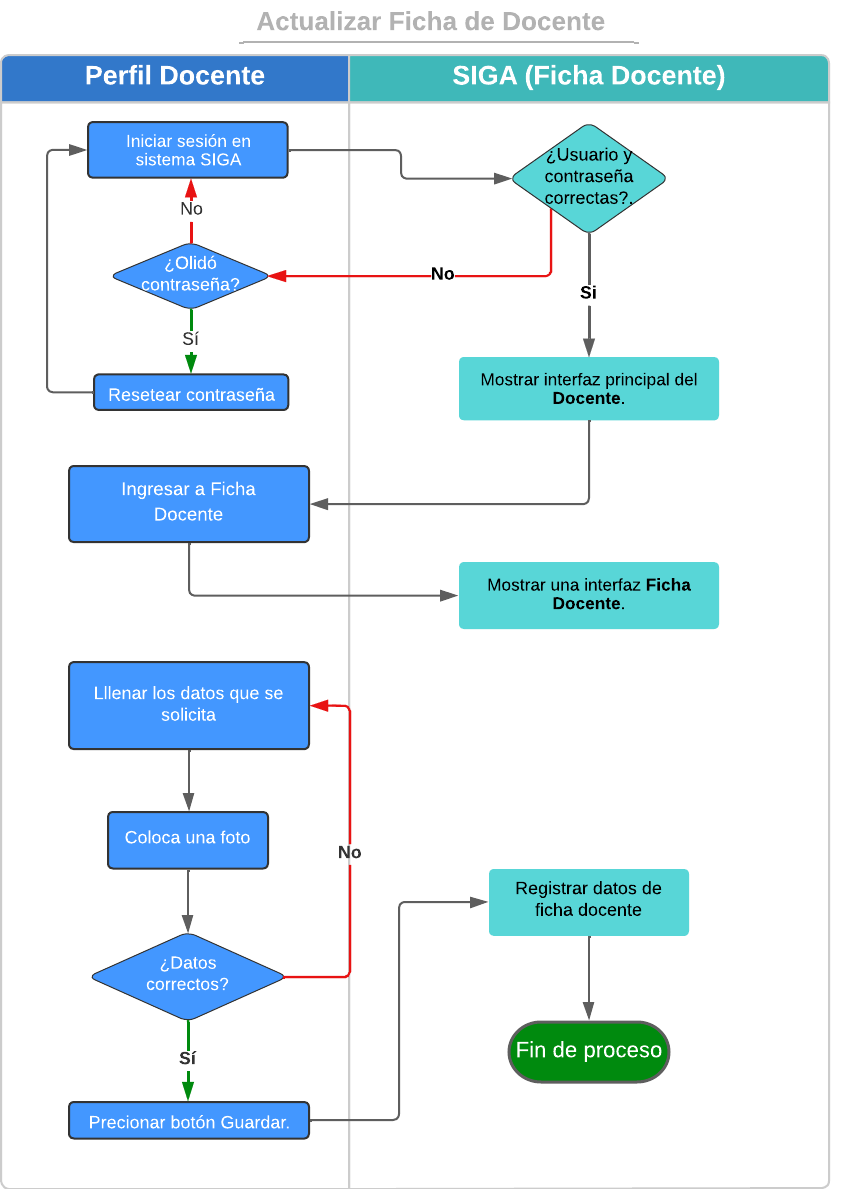 Actualizar Ficha de Docente
Perfil Docente
SIGA (Ficha Docente)
Iniciar sesión en
sistema SIGA
¿Usuario y
contraseña
correctas?.
No
¿Olidó
contraseña?
No
Si
Sí
Resetear contraseña
Mostrar interfaz principal del
Docente.
Ingresar a Ficha
Docente
Mostrar una interfaz Ficha
Docente.
Lllenar los datos que se
solicita
Coloca una foto
No
Registrar datos de
ficha docente
¿Datos
correctos?
Sí
Fin de proceso
Precionar botón Guardar.